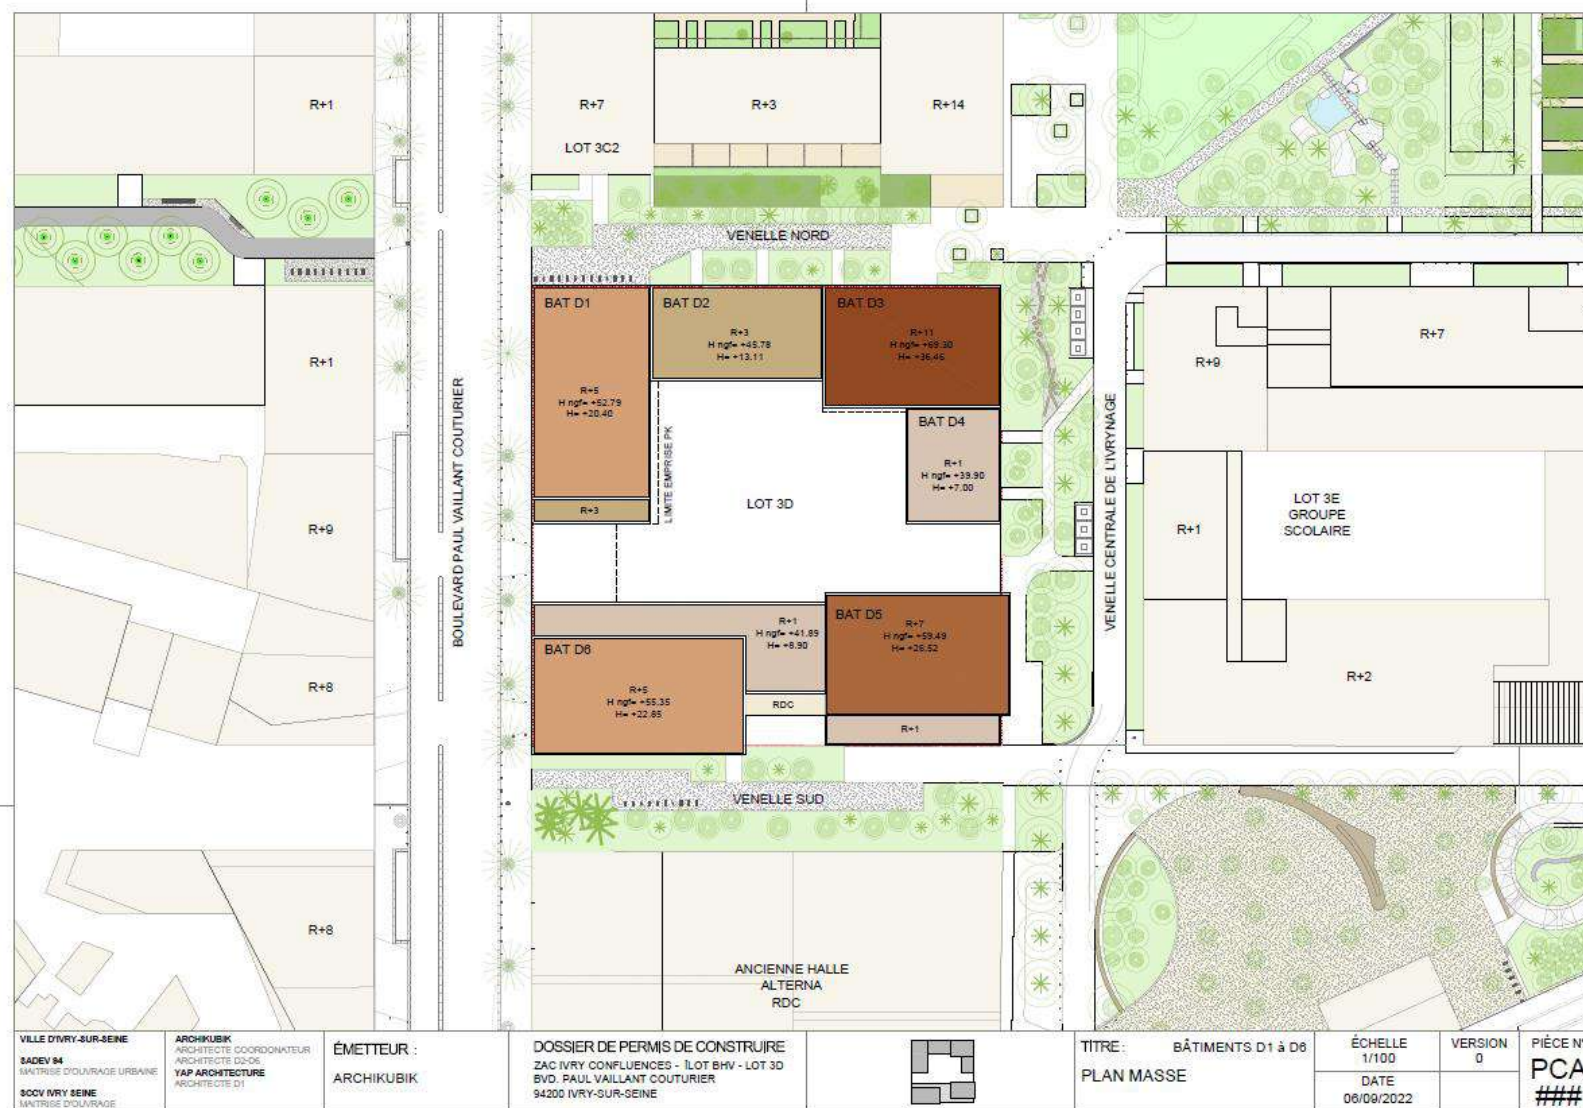 R+1
R+7
R+3
R+14
LOT 3C2
VENELLE NORD
BAT D1
BAT D2
BAT D3
R+3
H ngf= +45.78
H= +13.11
R+11
H ngf= +69.30
H= +36.46
R+7
R+1
R+9
R+5
H ngf= +52.79
H= +20.40
BAT D4
LIMITE EMPRISE PK
R+1
H ngf= +39.90
H= +7.00
BOULEVARD PAUL VAILLANT COUTURIER
VENELLE CENTRALE DE L'IVRYNAGE
R+3
LOT 3D
LOT 3E
GROUPE
SCOLAIRE
R+9
R+1
BAT D5
R+1
H ngf= +41.89
H= +8.90
R+7
H ngf= +59.49
H= +26.52
BAT D6
R+2
R+8
R+5
H ngf= +55.35
H= +22.85
RDC
R+1
VENELLE SUD
R+8
ANCIENNE HALLE
ALTERNA
RDC
VILLE D'IVRY-SUR-SEINE
SADEV 94
MAITRISE D'OUVRAGE URBAINE
SCCV IVRY SEINE
MAITRISE D'OUVRAGE
ARCHIKUBIK
ARCHITECTE COORDONATEUR
ARCHITECTE D2-D6
YAP ARCHITECTURE
ARCHITECTE D1
ÉMETTEUR :
ARCHIKUBIK
DOSSIER DE PERMIS DE CONSTRUIRE
ZAC IVRY CONFLUENCES - ÎLOT BHV - LOT 3D
BVD. PAUL VAILLANT COUTURIER
94200 IVRY-SUR-SEINE
TITRE : BÂTIMENTS D1 à D6
PLAN MASSE
ÉCHELLE
1/100
DATE
06/09/2022
VERSION
0
PIÈCE N°
PCA
###